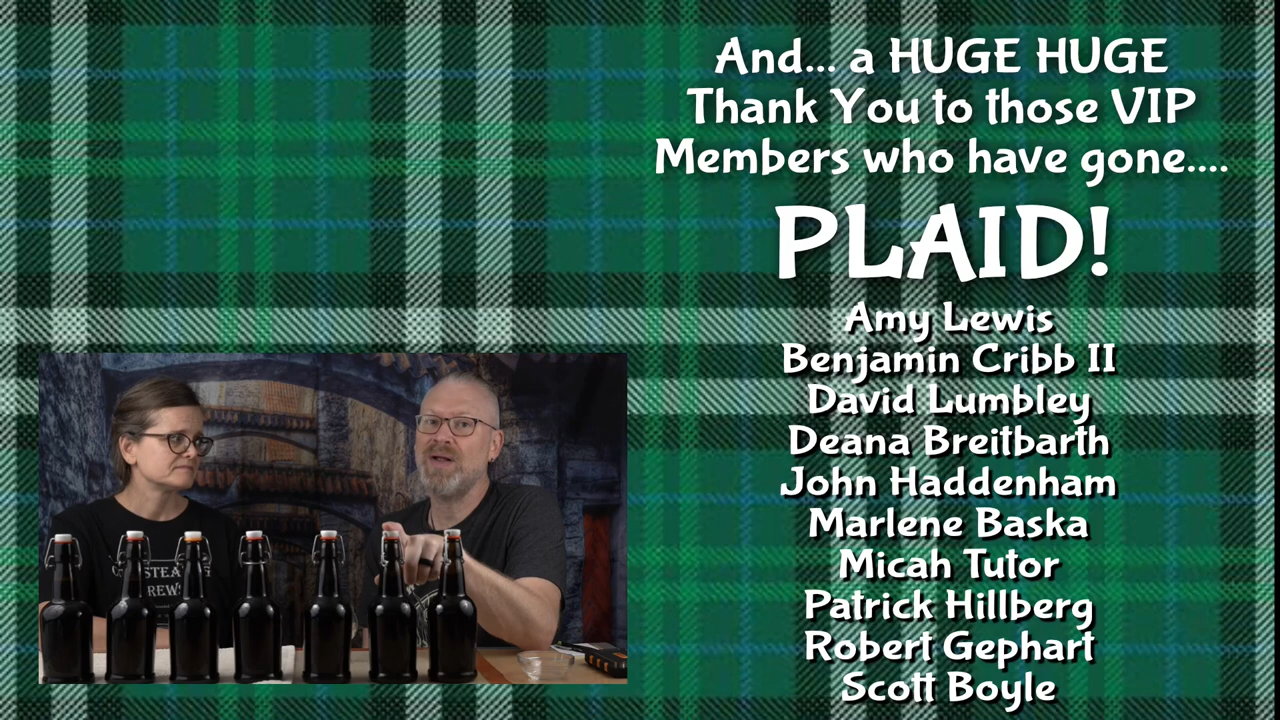 And... a HUGE HUGE
Thank You to those VIP
Members who have gone....
PLAID!
Amy Lewis
Benjamin Cribb II
David Lumbley
Deana Breitbarth
John Haddenham
Marlene Baska
Micah Tutor
Patrick Hillberg
Robert Gephart
Scott Boyle